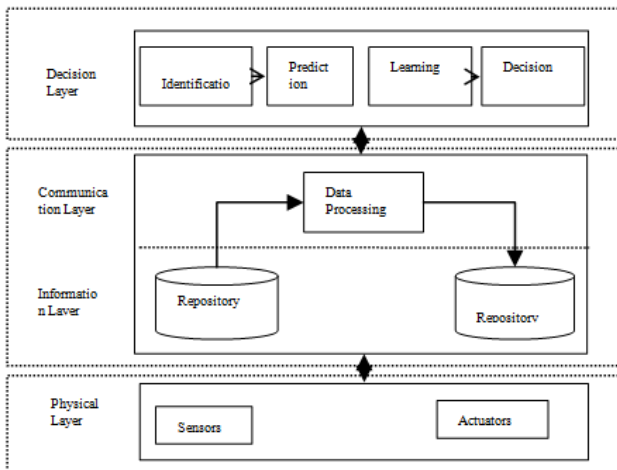 Decision
Layer
Identificatio
Predict
ion
Learning
Decision
Communica
tion Layer
Data
Processing
Informatio
n Layer
Repository
Repository
Physical
Layer
Sensors
Actuators